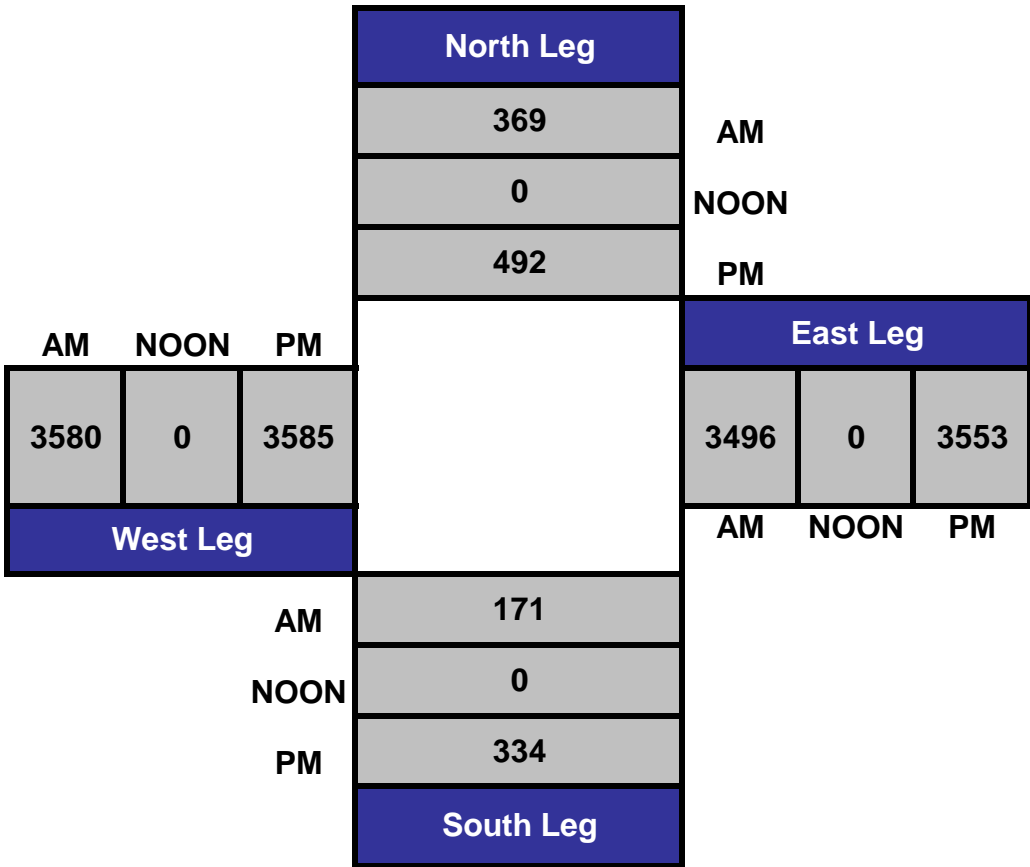 North Leg
369 AM
0 NOON
492 PM
East Leg
AM NOON PM
3580 0 3585
3496 0 3553
West Leg
AM NOON PM
AM 171
NOON 0
PM 334
South Leg